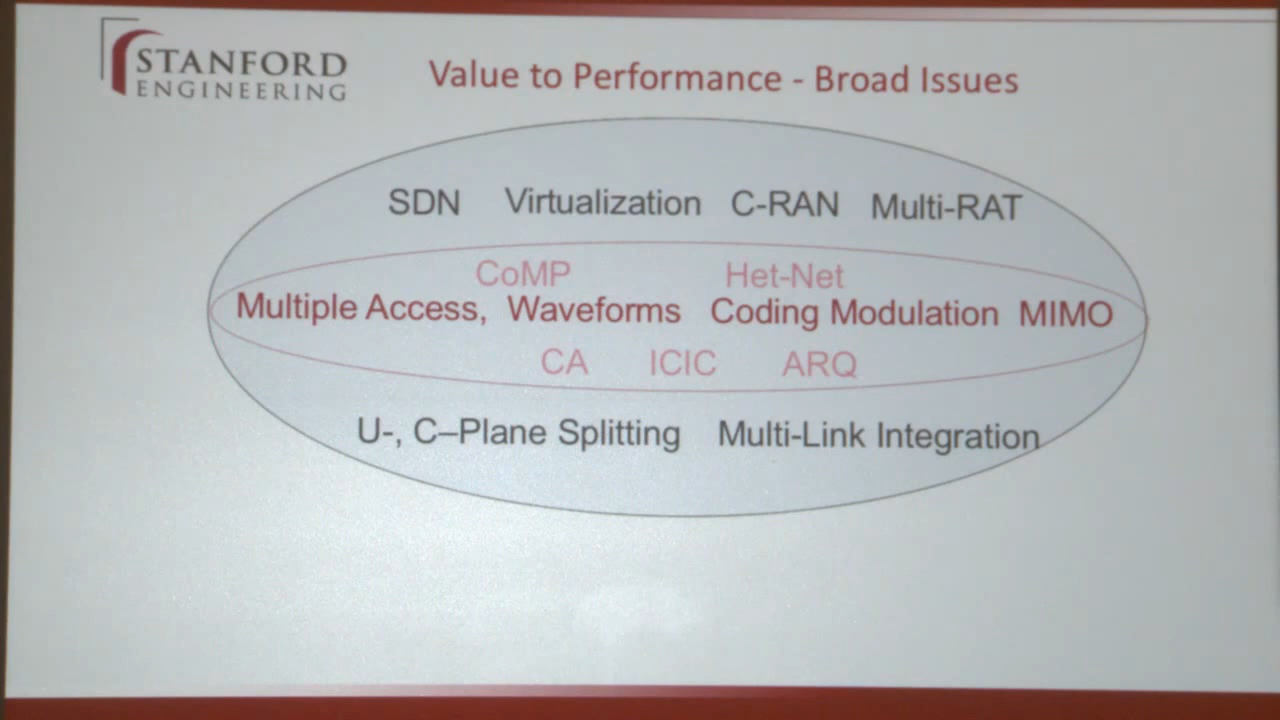 STANFORD
ENGINEERING
Value to Performance - Broad Issues
SDN Virtualization C-RAN Multi-RAT
CoMP Het-Net
Multiple Access, Waveforms Coding Modulation MIMO
CA ICIC ARQ
U-, C–Plane Splitting Multi-Link Integration